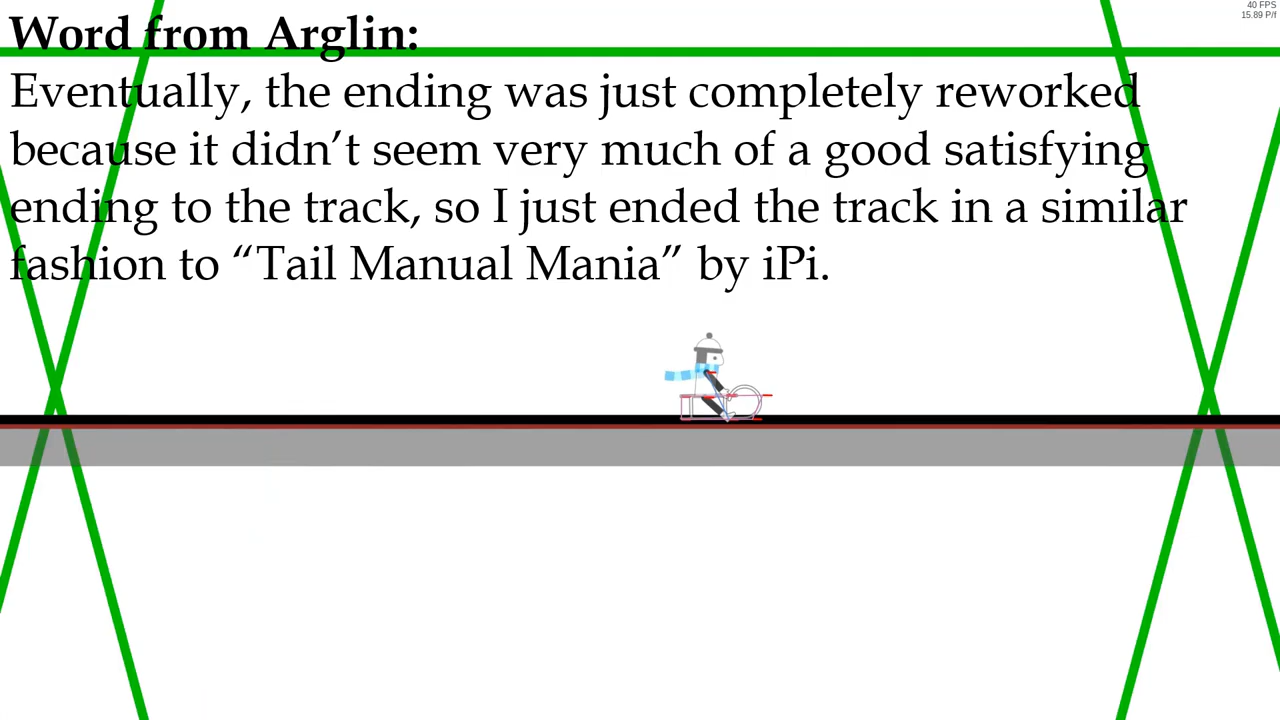 40 FPS
15.89 P/f
Word from Arglin:
Eventually, the ending was just completely reworked
because it didn’t seem very much of a good satisfying
ending to the track, so I just ended the track in a similar
fashion to “Tail Manual Mania” by iPi.